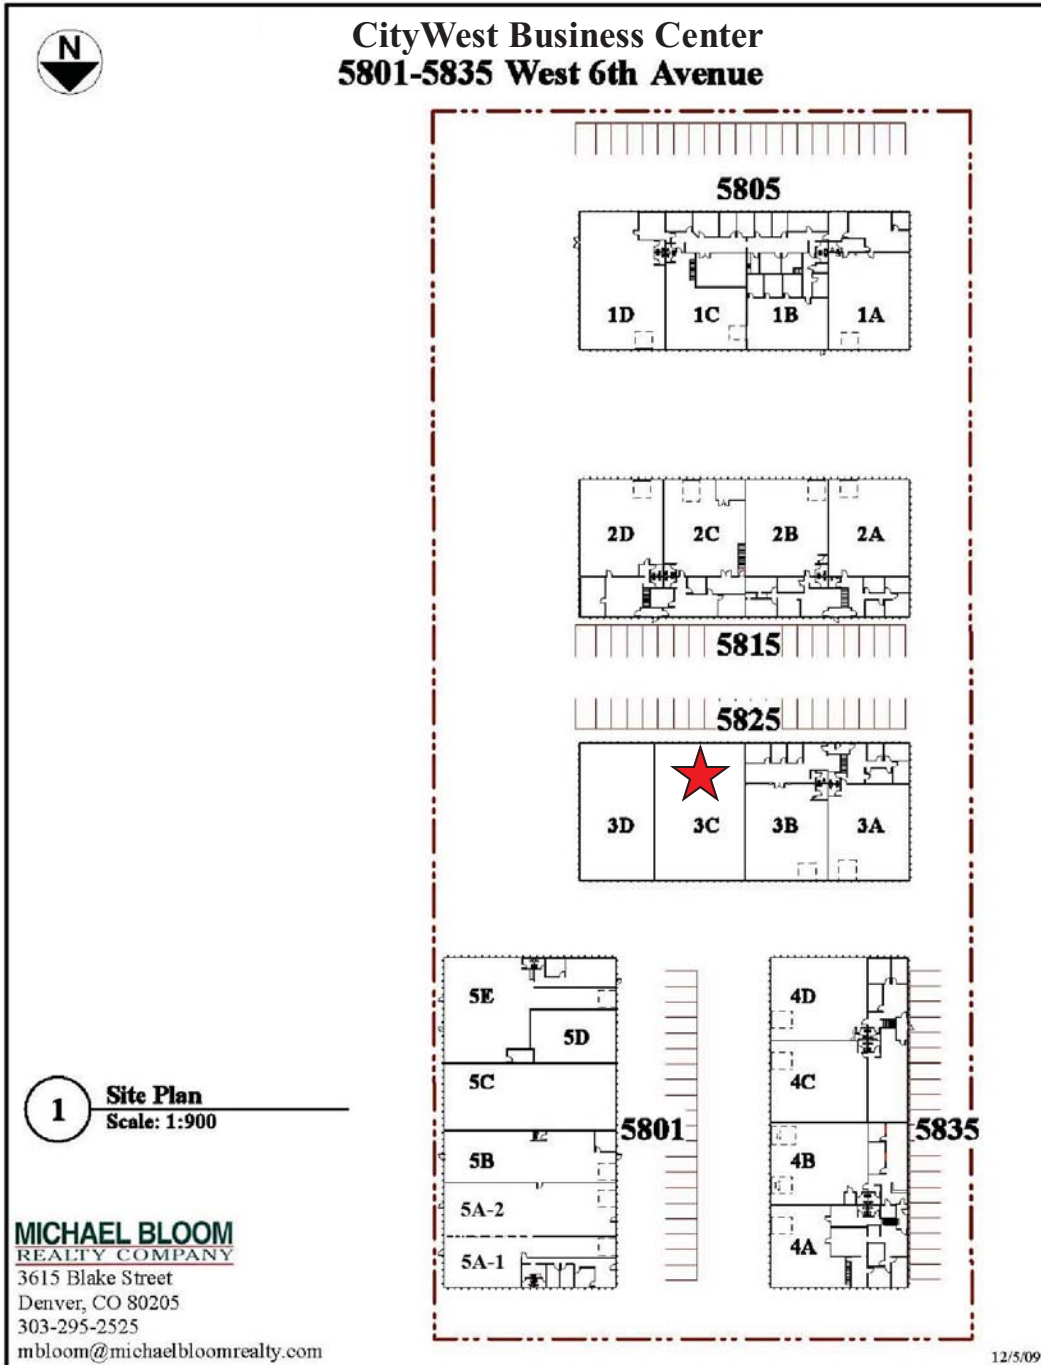 N
CityWest Business Center
5801-5835 West 6th Avenue
5805
1D 1C 1B 1A
2D 2C 2B 2A
5815
5825
3D 3C 3B 3A
5E 4D
5D
5C 4C
5801 5835
5B 4B
5A-2
5A-1 4A
1 Site Plan
Scale: 1:900
MICHAEL BLOOM
REALTY COMPANY
3615 Blake Street
Denver, CO 80205
303-295-2525
mbloom@michaelbloomrealty.com
12/5/09